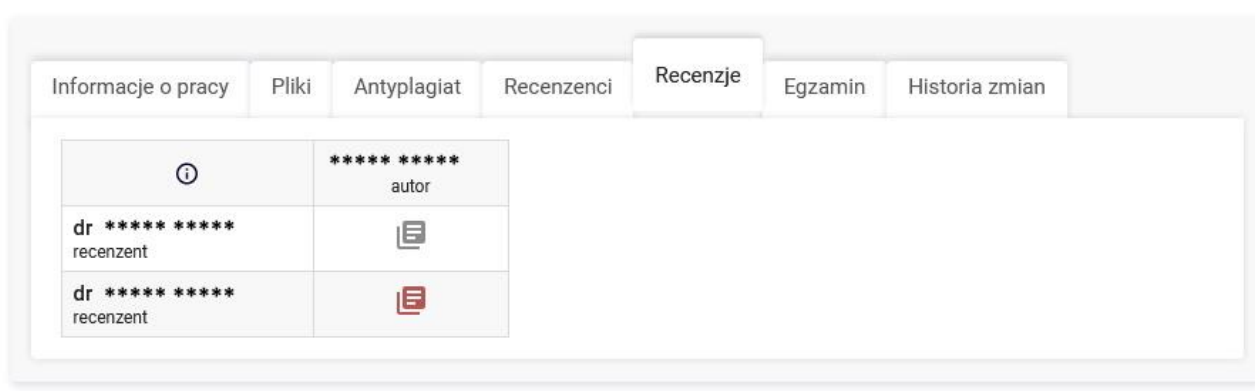 Informacje o pracy Pliki Antyplagiat Recenzenci Recenzje Egzamin Historia zmian
***** *****
autor
dr ***** *****
recenzent
dr ***** *****
recenzent